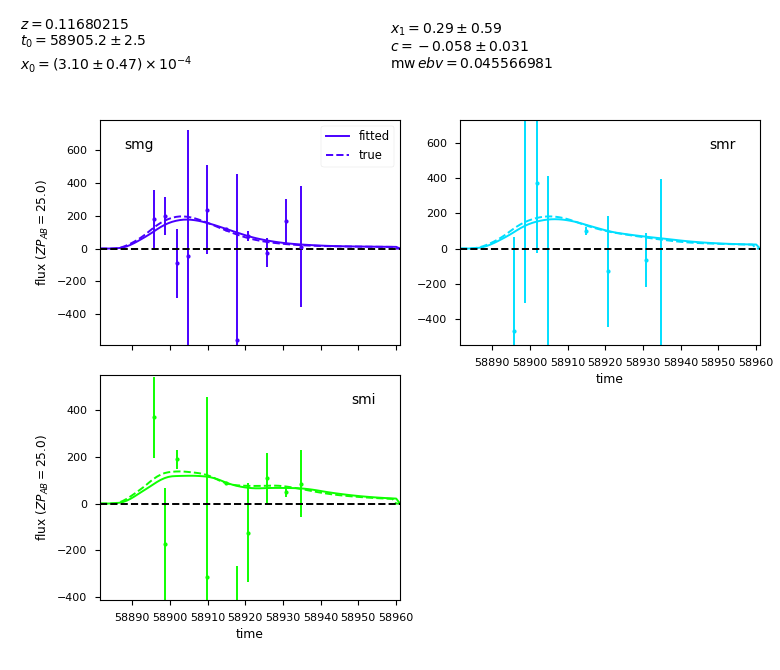 z = 0.11680215
t₀ = 58905.2 ± 2.5
x₀ = (3.10 ± 0.47) × 10⁻⁴
x₁ = 0.29 ± 0.59
c = −0.058 ± 0.031
mw ebv = 0.045566981
smg
fitted
true
600
400
200
0
−200
−400
flux (ZP_AB = 25.0)
smr
600
400
200
0
−200
−400
58890 58900 58910 58920 58930 58940 58950 58960
time
smi
400
200
0
−200
−400
flux (ZP_AB = 25.0)
58890 58900 58910 58920 58930 58940 58950 58960
time